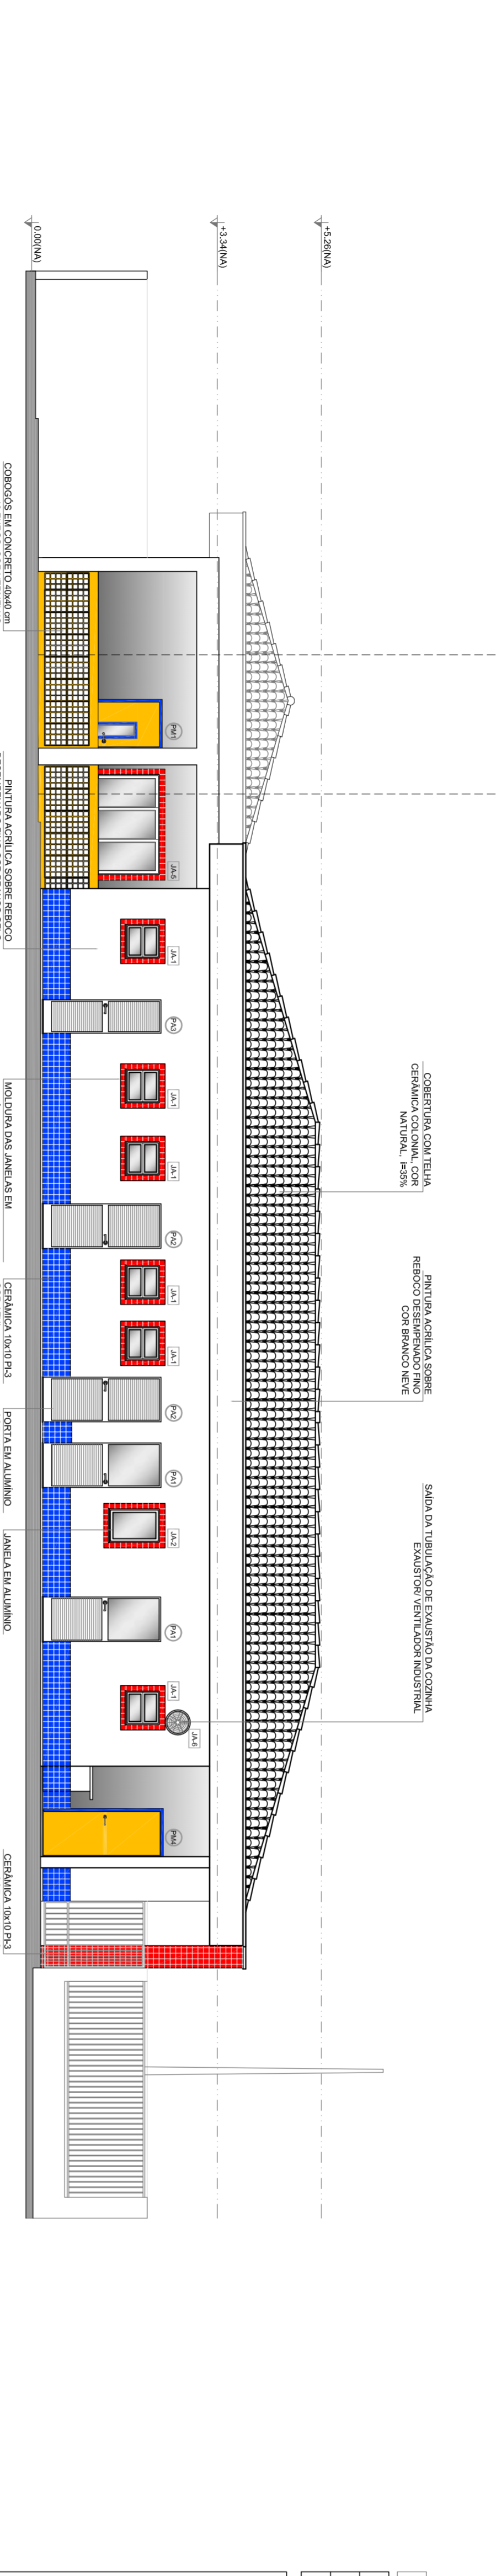 COBERTURA COM TELHA
CERÂMICA COLONIAL, COR
NATURAL, i=35%
PINTURA ACRÍLICA SOBRE
REBOCO DESEMPENADO FINO
COR BRANCO NEVE
SAÍDA DA TUBULAÇÃO DE EXAUSTÃO DA COZINHA
EXAUSTOR/ VENTILADOR INDUSTRIAL
+5.26(NA)
+3.34(NA)
0.00(NA)
PM1
JA-5
JA-1
PA3
JA-1
JA-1
PA2
JA-1
JA-1
PA2
PA1
JA-2
PA1
JA-1
JA-6
PM4
COBOGÓS EM CONCRETO 40x40 cm
PINTURA ACRÍLICA SOBRE REBOCO
MOLDURA DAS JANELAS EM
CERÂMICA 10x10 PI-3
PORTA EM ALUMÍNIO
JANELA EM ALUMÍNIO
CERÂMICA 10x10 PI-3